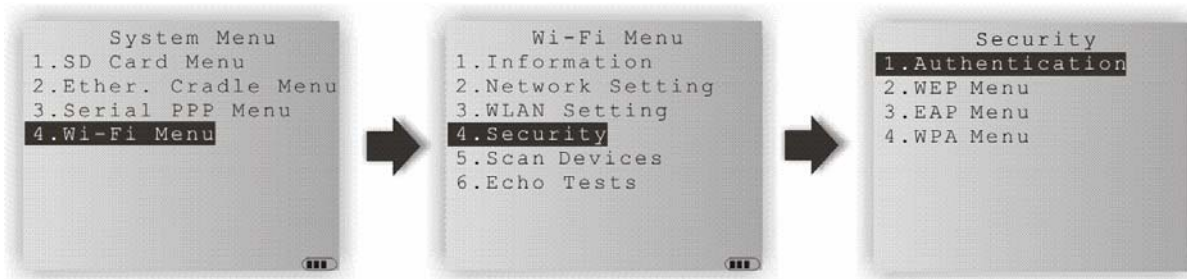 System Menu
1.SD Card Menu
2.Ether. Cradle Menu
3.Serial PPP Menu
4.Wi-Fi Menu
Wi-Fi Menu
1.Information
2.Network Setting
3.WLAN Setting
4.Security
5.Scan Devices
6.Echo Tests
Security
1.Authentication
2.WEP Menu
3.EAP Menu
4.WPA Menu